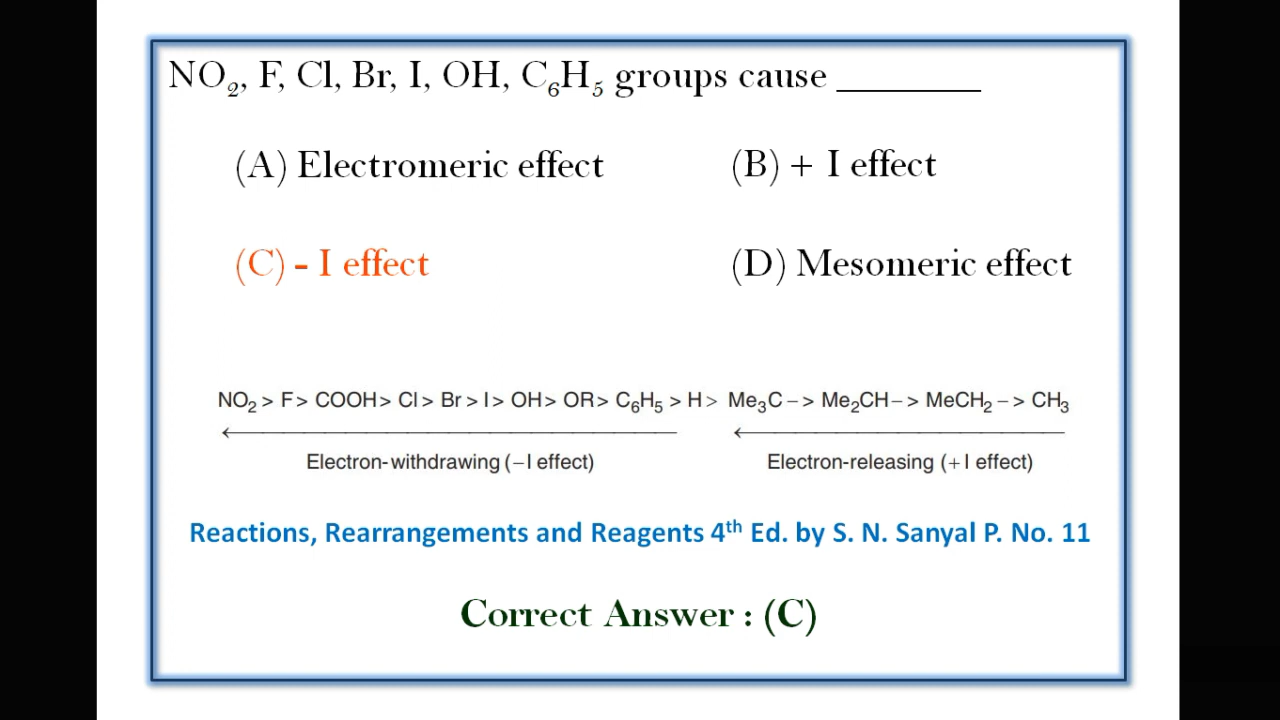 NO₂, F, Cl, Br, I, OH, C₆H₅ groups cause ________
(A) Electromeric effect (B) + I effect
(C) - I effect (D) Mesomeric effect
NO₂ > F > COOH > Cl > Br > I > OH > OR > C₆H₅ > H > Me₃C – > Me₂CH – > MeCH₂ – > CH₃
Electron-withdrawing (–I effect) Electron-releasing (+I effect)
Reactions, Rearrangements and Reagents 4ᵗʰ Ed. by S. N. Sanyal P. No. 11
Correct Answer : (C)